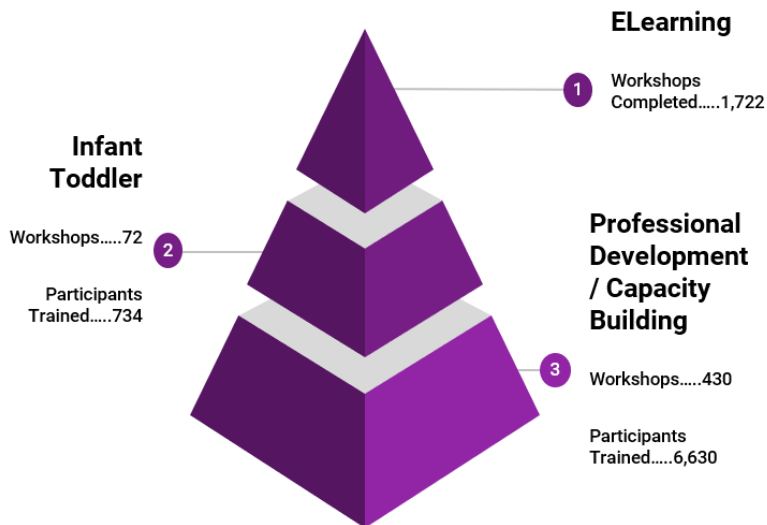 ELearning
1
Workshops
Completed.....1,722
Infant
Toddler
Workshops.....72
2
Participants
Trained.....734
Professional
Development
/ Capacity
Building
3
Workshops.....430
Participants
Trained.....6,630